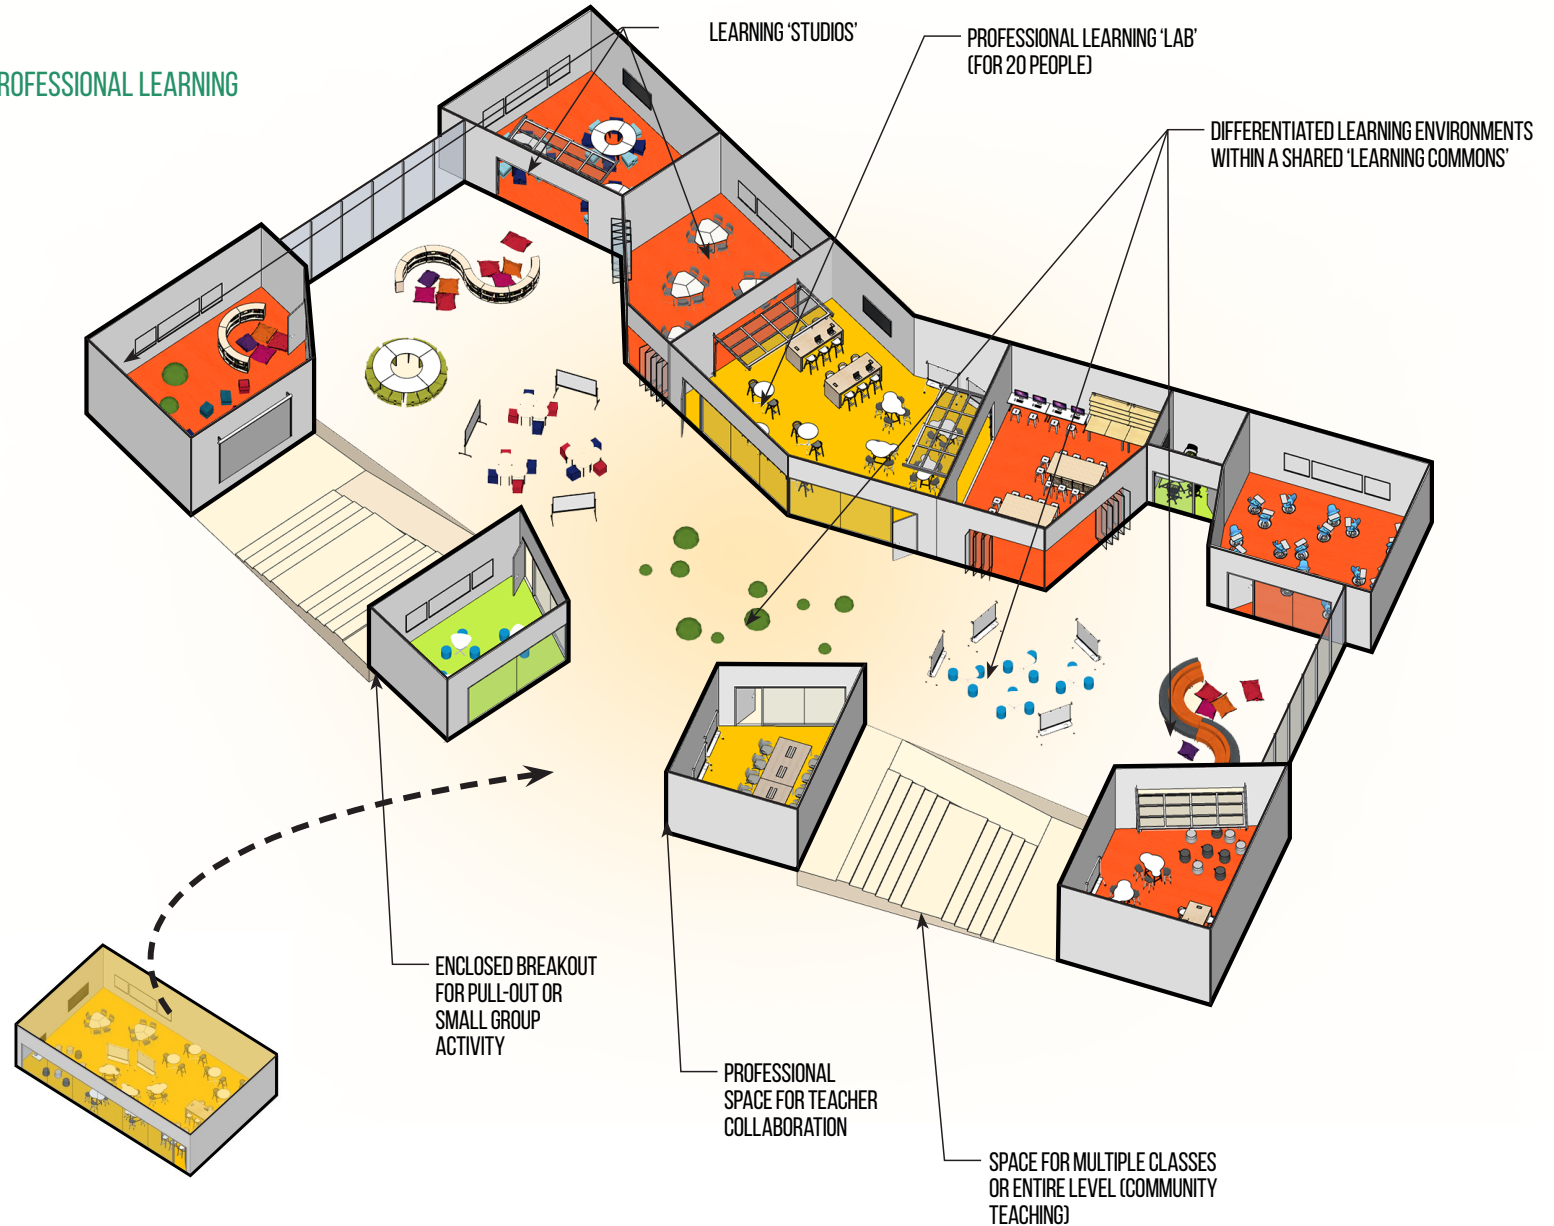 LEARNING ‘STUDIOS’
PROFESSIONAL LEARNING ‘LAB’
(FOR 20 PEOPLE)
ROFESSIONAL LEARNING
DIFFERENTIATED LEARNING ENVIRONMENTS
WITHIN A SHARED ‘LEARNING COMMONS’
ENCLOSED BREAKOUT
FOR PULL-OUT OR
SMALL GROUP
ACTIVITY
PROFESSIONAL
SPACE FOR TEACHER
COLLABORATION
SPACE FOR MULTIPLE CLASSES
OR ENTIRE LEVEL (COMMUNITY
TEACHING)